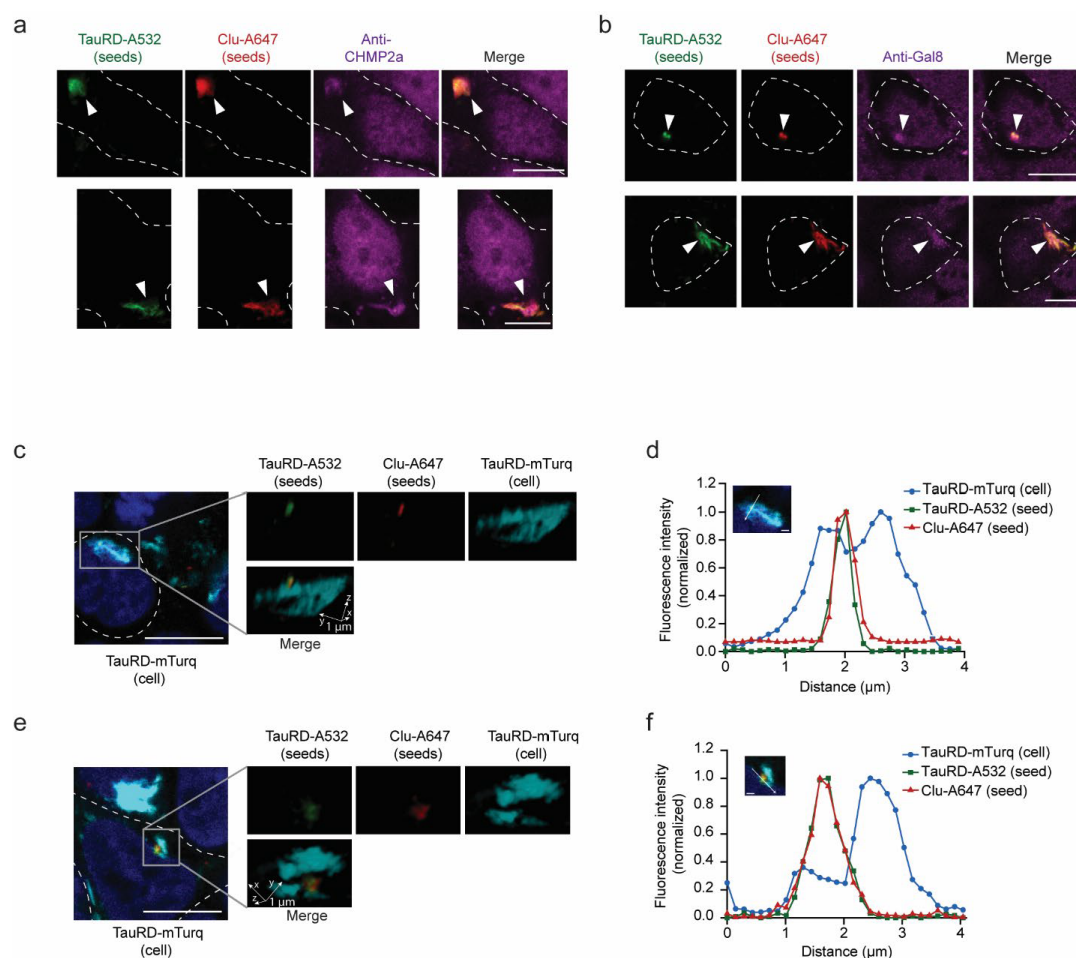 a
TauRD-A532
(seeds)
Clu-A647
(seeds)
Anti-
CHMP2a
Merge
b
TauRD-A532
(seeds)
Clu-A647
(seeds)
Anti-Gal8
Merge
c
TauRD-A532
(seeds)
Clu-A647
(seeds)
TauRD-mTurq
(cell)
z
x
y
1 µm
Merge
TauRD-mTurq
(cell)
d
Fluorescence intensity
(normalized)
1.2
1.0
0.8
0.6
0.4
0.2
0.0
0 1 2 3 4
Distance (µm)
TauRD-mTurq (cell)
TauRD-A532 (seed)
Clu-A647 (seed)
e
TauRD-A532
(seeds)
Clu-A647
(seeds)
TauRD-mTurq
(cell)
x
y
z
1 µm
Merge
TauRD-mTurq
(cell)
f
Fluorescence intensity
(normalized)
1.2
1.0
0.8
0.6
0.4
0.2
0.0
0 1 2 3 4
Distance (µm)
TauRD-mTurq (cell)
TauRD-A532 (seed)
Clu-A647 (seed)